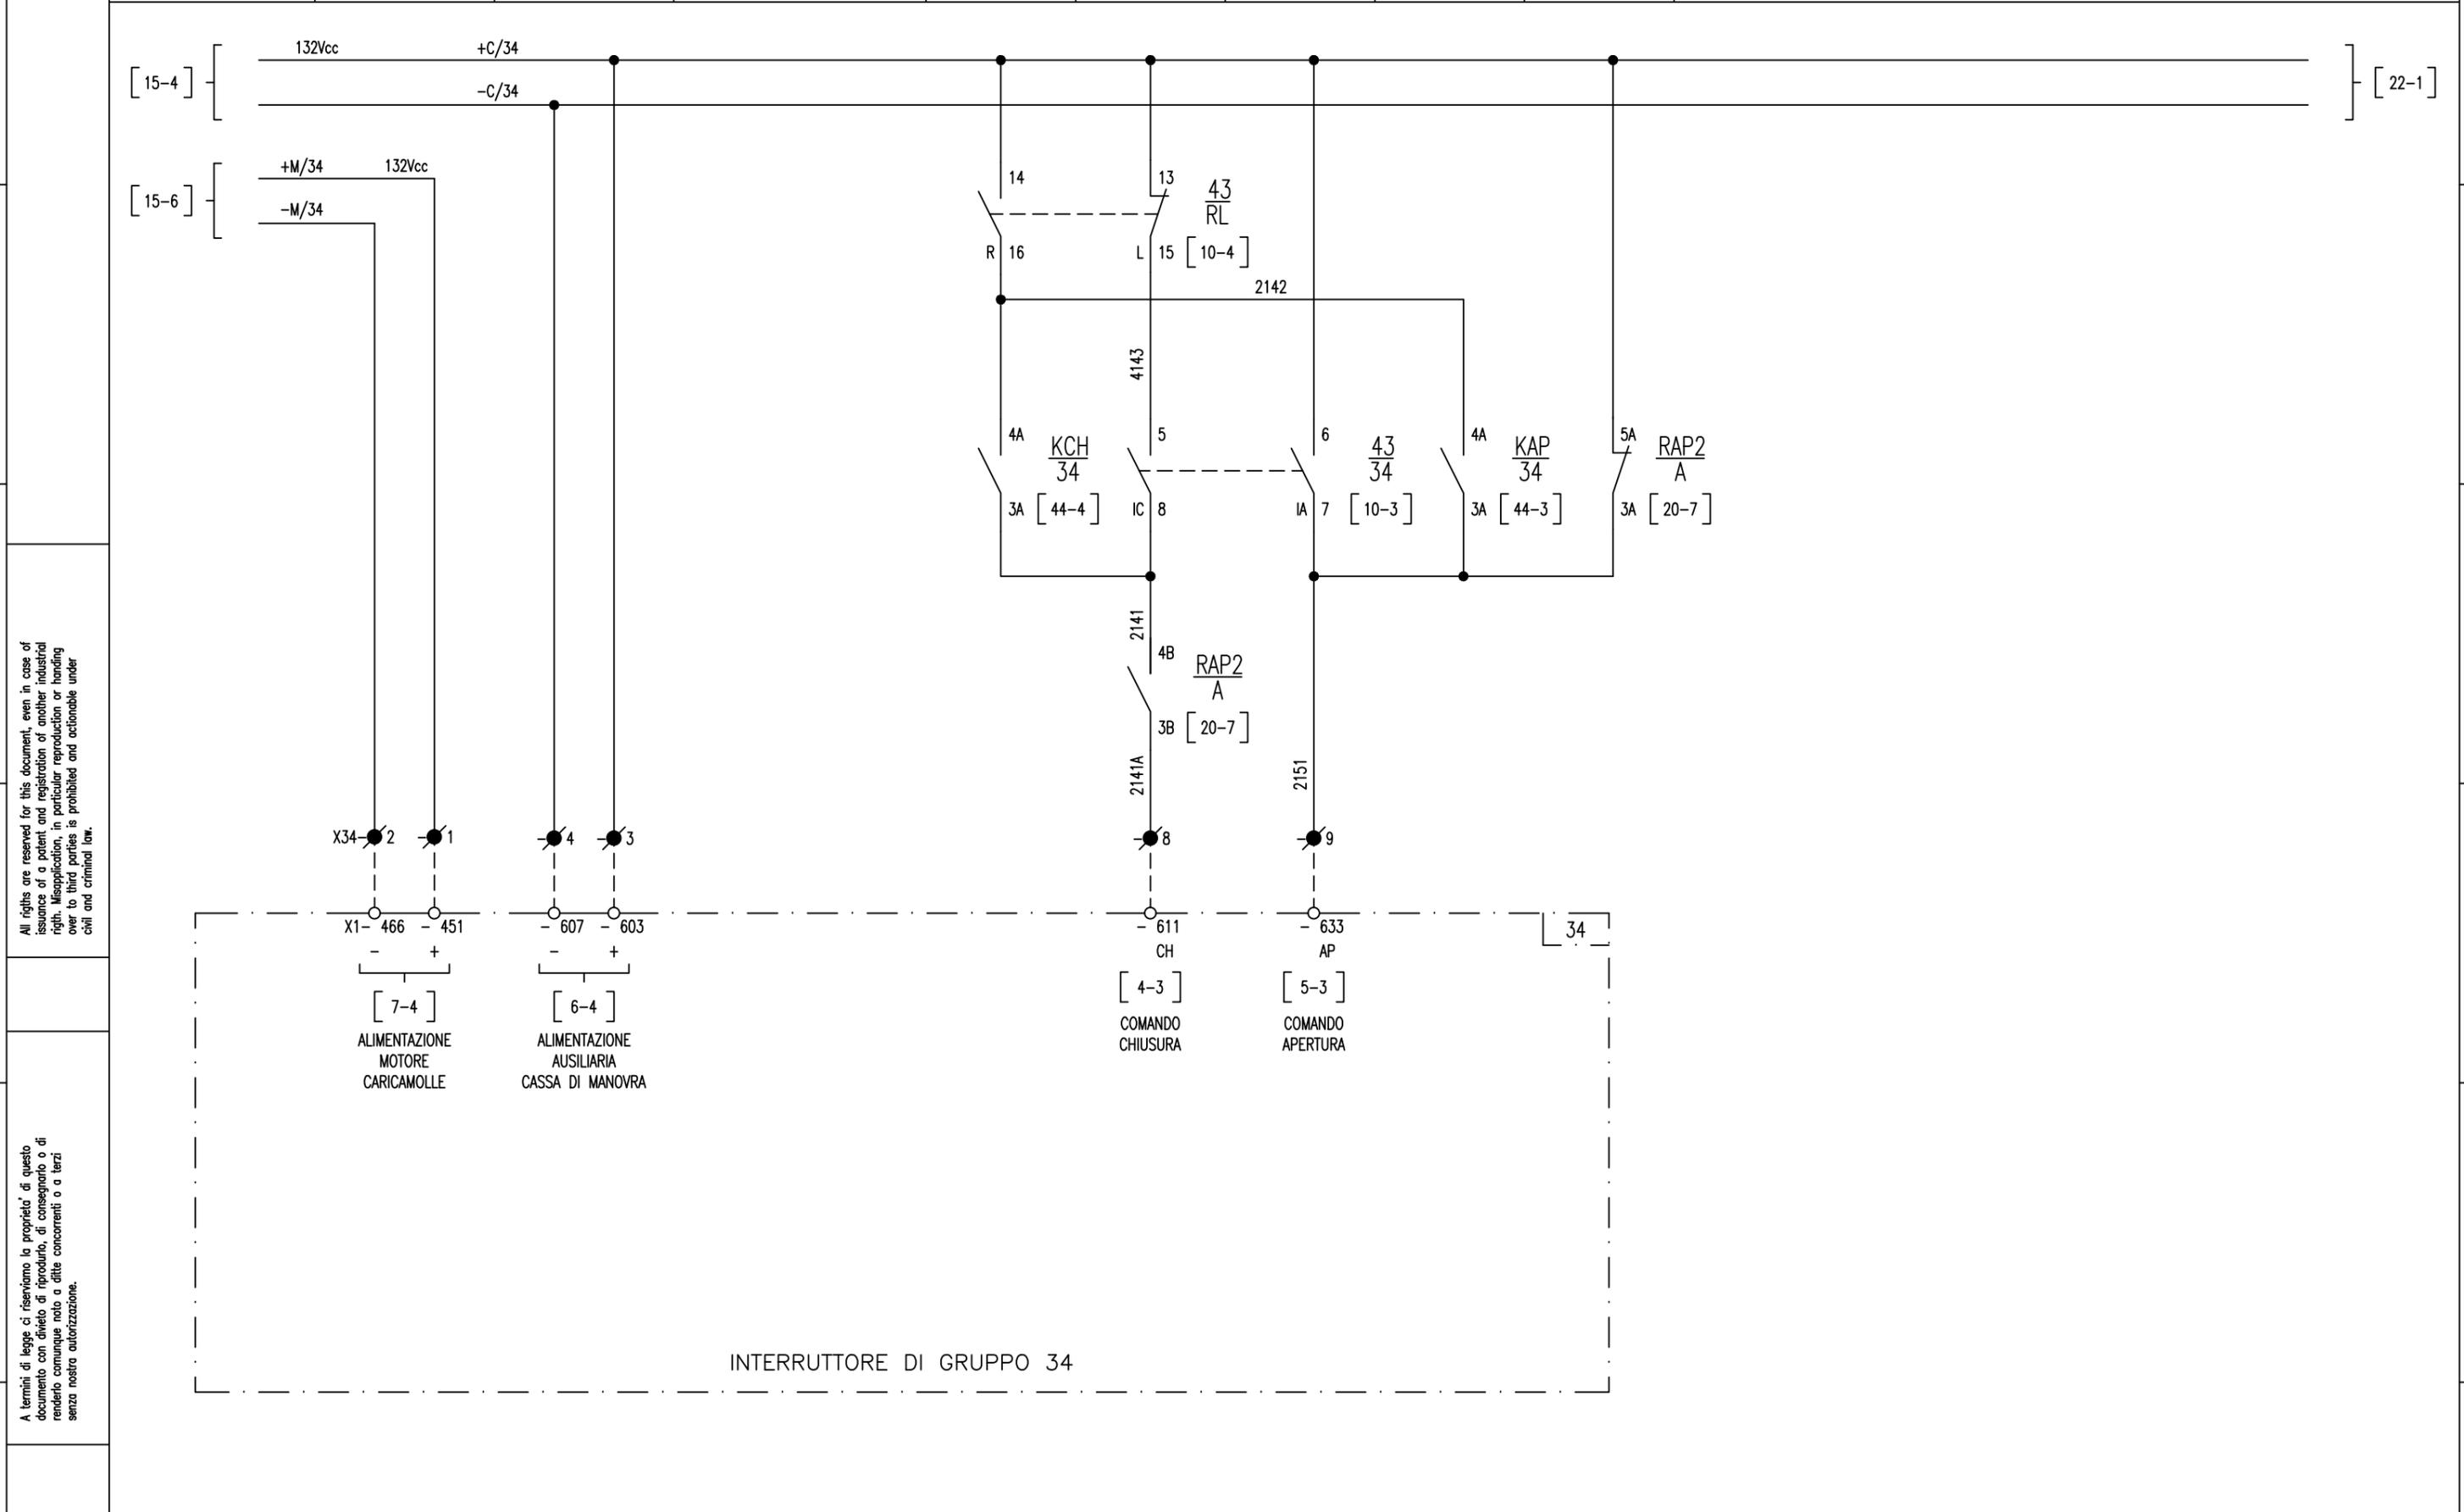 132Vcc +C/34
[15-4] [22-1]
-C/34
+M/34 132Vcc
[15-6]
-M/34
14 13 43
RL
R 16 L 15 [10-4]
2142
4143
4A KCH 5 6 43 4A KAP 5A RAP2
34 34 34 A
3A [44-4] IC 8 IA 7 [10-3] 3A [44-3] 3A [20-7]
2141
4B RAP2
A
3B [20-7]
2141A 2151
X34- 2 - 1 - 4 - 3 - 8 - 9
X1- 466 - 451 - 607 - 603 - 611 - 633 34
- + - + CH AP
[7-4] [6-4] [4-3] [5-3]
ALIMENTAZIONE
MOTORE
CARICAMOLLE
ALIMENTAZIONE
AUSILIARIA
CASSA DI MANOVRA
COMANDO
CHIUSURA
COMANDO
APERTURA
INTERRUTTORE DI GRUPPO 34
All rigths are reserved for this document, even in case of
issuance of a patent and registration of another industrial
rigth. Misapplication, in particular reproduction or handing
over to third parties is prohibited and actionable under
civil and criminal law.
A termini di legge ci riserviamo la proprieta' di questo
documento con divieto di riprodurlo, di consegnarlo o di
renderlo comunque noto a ditte concorrenti o a terzi
senza nostra autorizzazione.